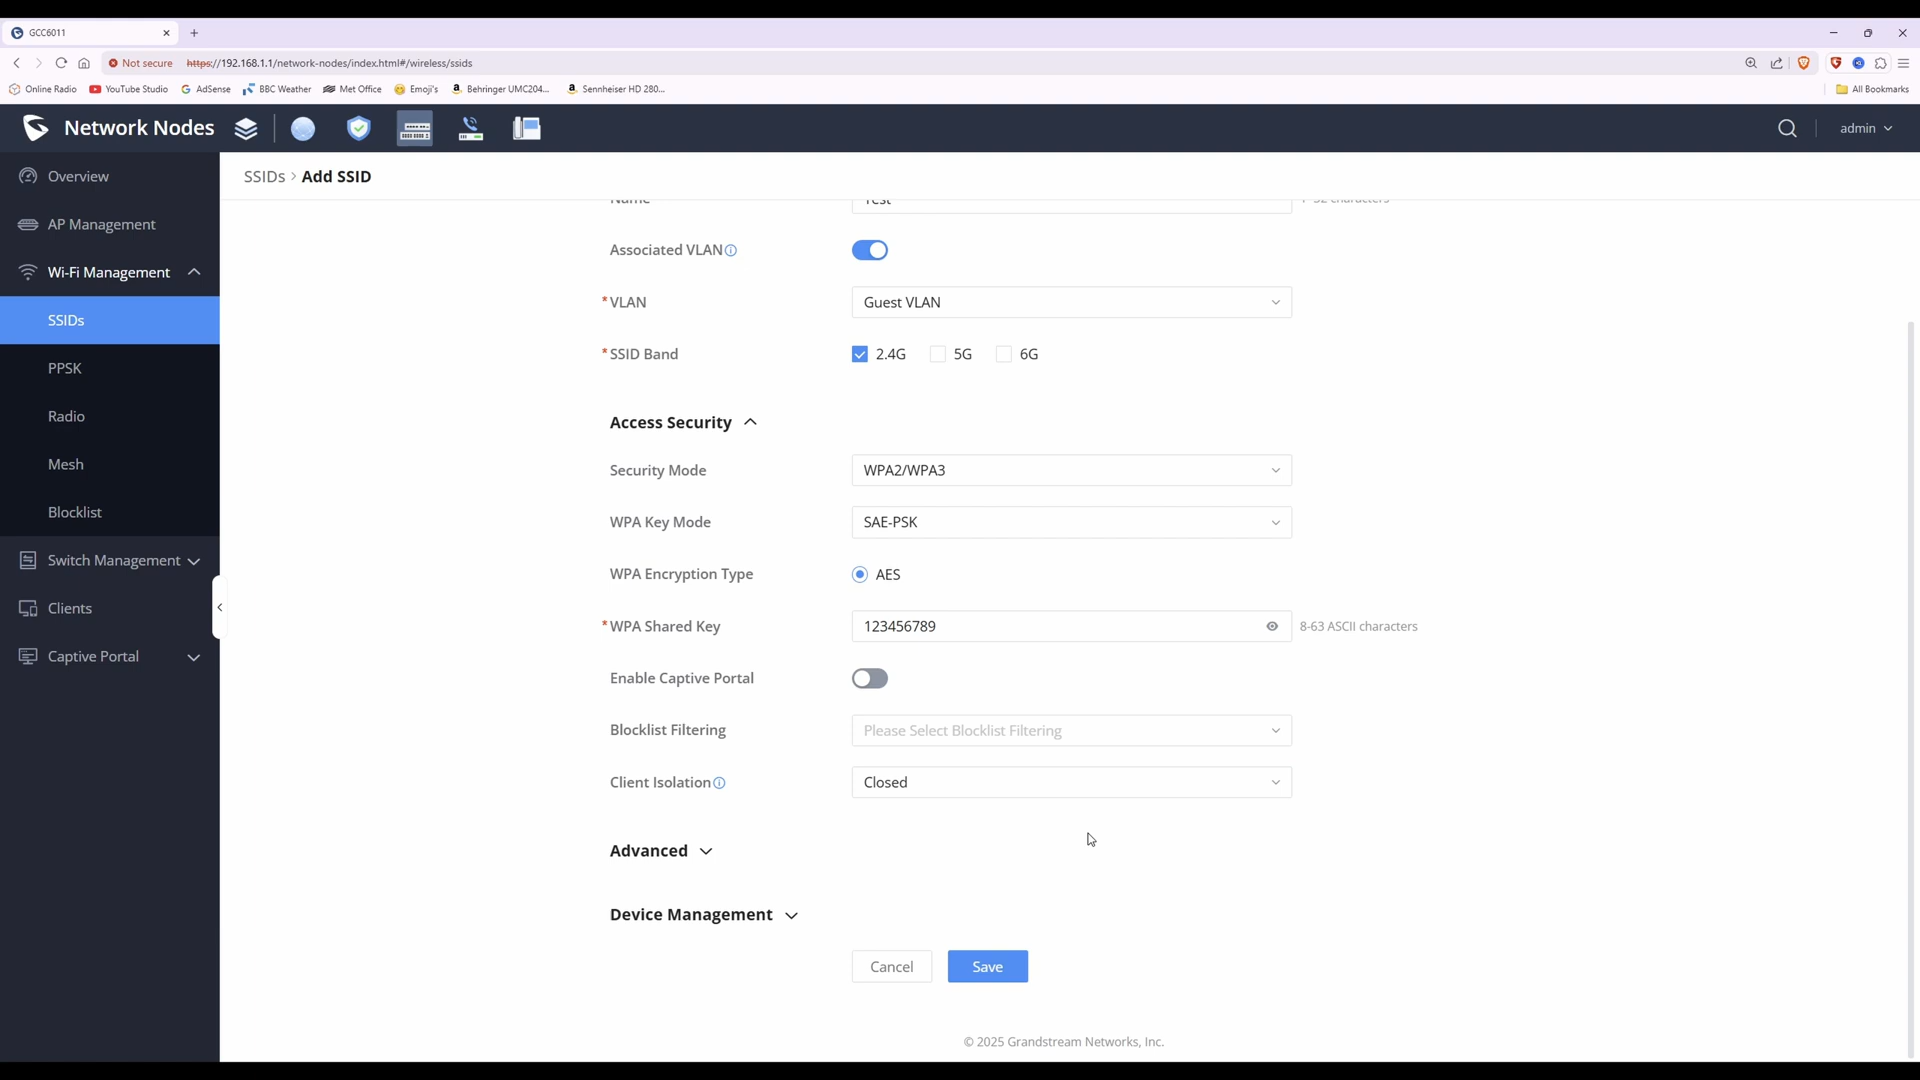 GCC6011
Not secure
https://192.168.1.1/network-nodes/index.html#/wireless/ssids
Online Radio
YouTube Studio
AdSense
BBC Weather
Met Office
Emoji's
Behringer UMC204...
Sennheiser HD 280...
All Bookmarks
Network Nodes
admin
Overview
AP Management
Wi-Fi Management
SSIDs
PPSK
Radio
Mesh
Blocklist
Switch Management
Clients
Captive Portal
SSIDs > Add SSID
Name
Test
1-32 characters
Associated VLAN
*VLAN
Guest VLAN
*SSID Band
2.4G
5G
6G
Access Security
Security Mode
WPA2/WPA3
WPA Key Mode
SAE-PSK
WPA Encryption Type
AES
*WPA Shared Key
123456789
8-63 ASCII characters
Enable Captive Portal
Blocklist Filtering
Please Select Blocklist Filtering
Client Isolation
Closed
Advanced
Device Management
Cancel
Save
© 2025 Grandstream Networks, Inc.